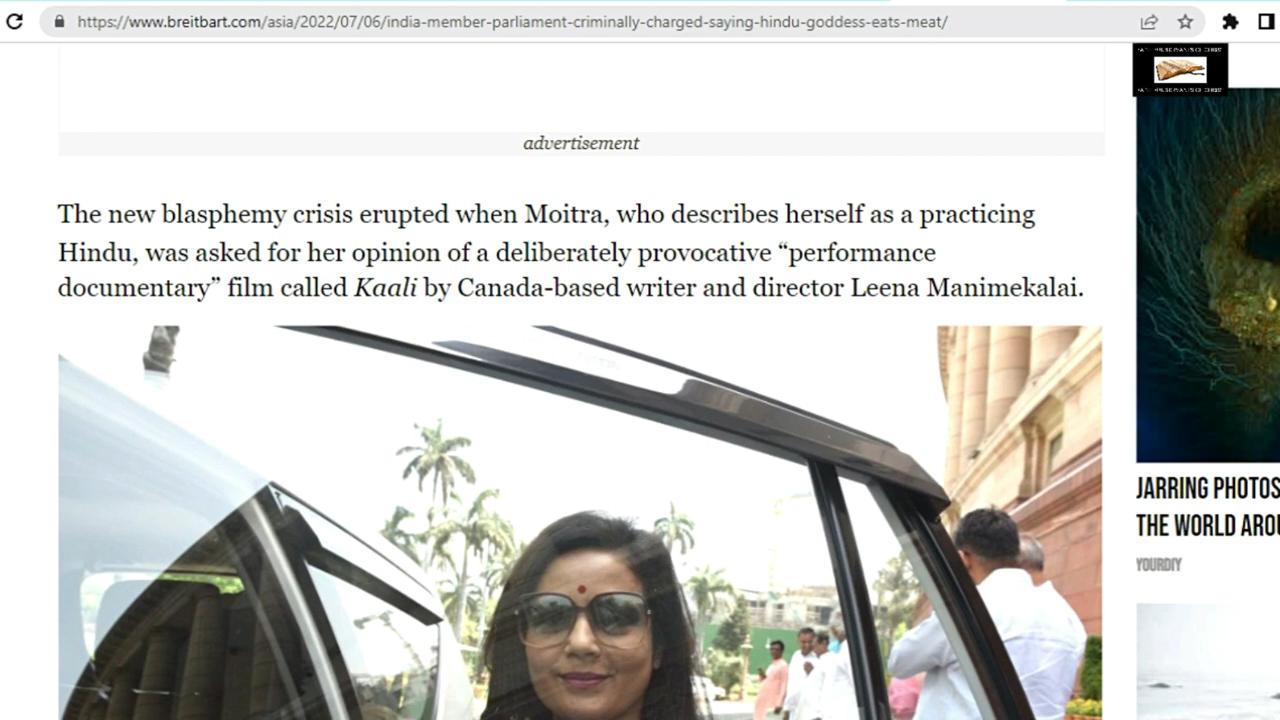 https://www.breitbart.com/asia/2022/07/06/india-member-parliament-criminally-charged-saying-hindu-goddess-eats-meat/
advertisement
The new blasphemy crisis erupted when Moitra, who describes herself as a practicing
Hindu, was asked for her opinion of a deliberately provocative “performance
documentary” film called Kaali by Canada-based writer and director Leena Manimekalai.
JARRING PHOTOS
THE WORLD AROU
YOURDIY